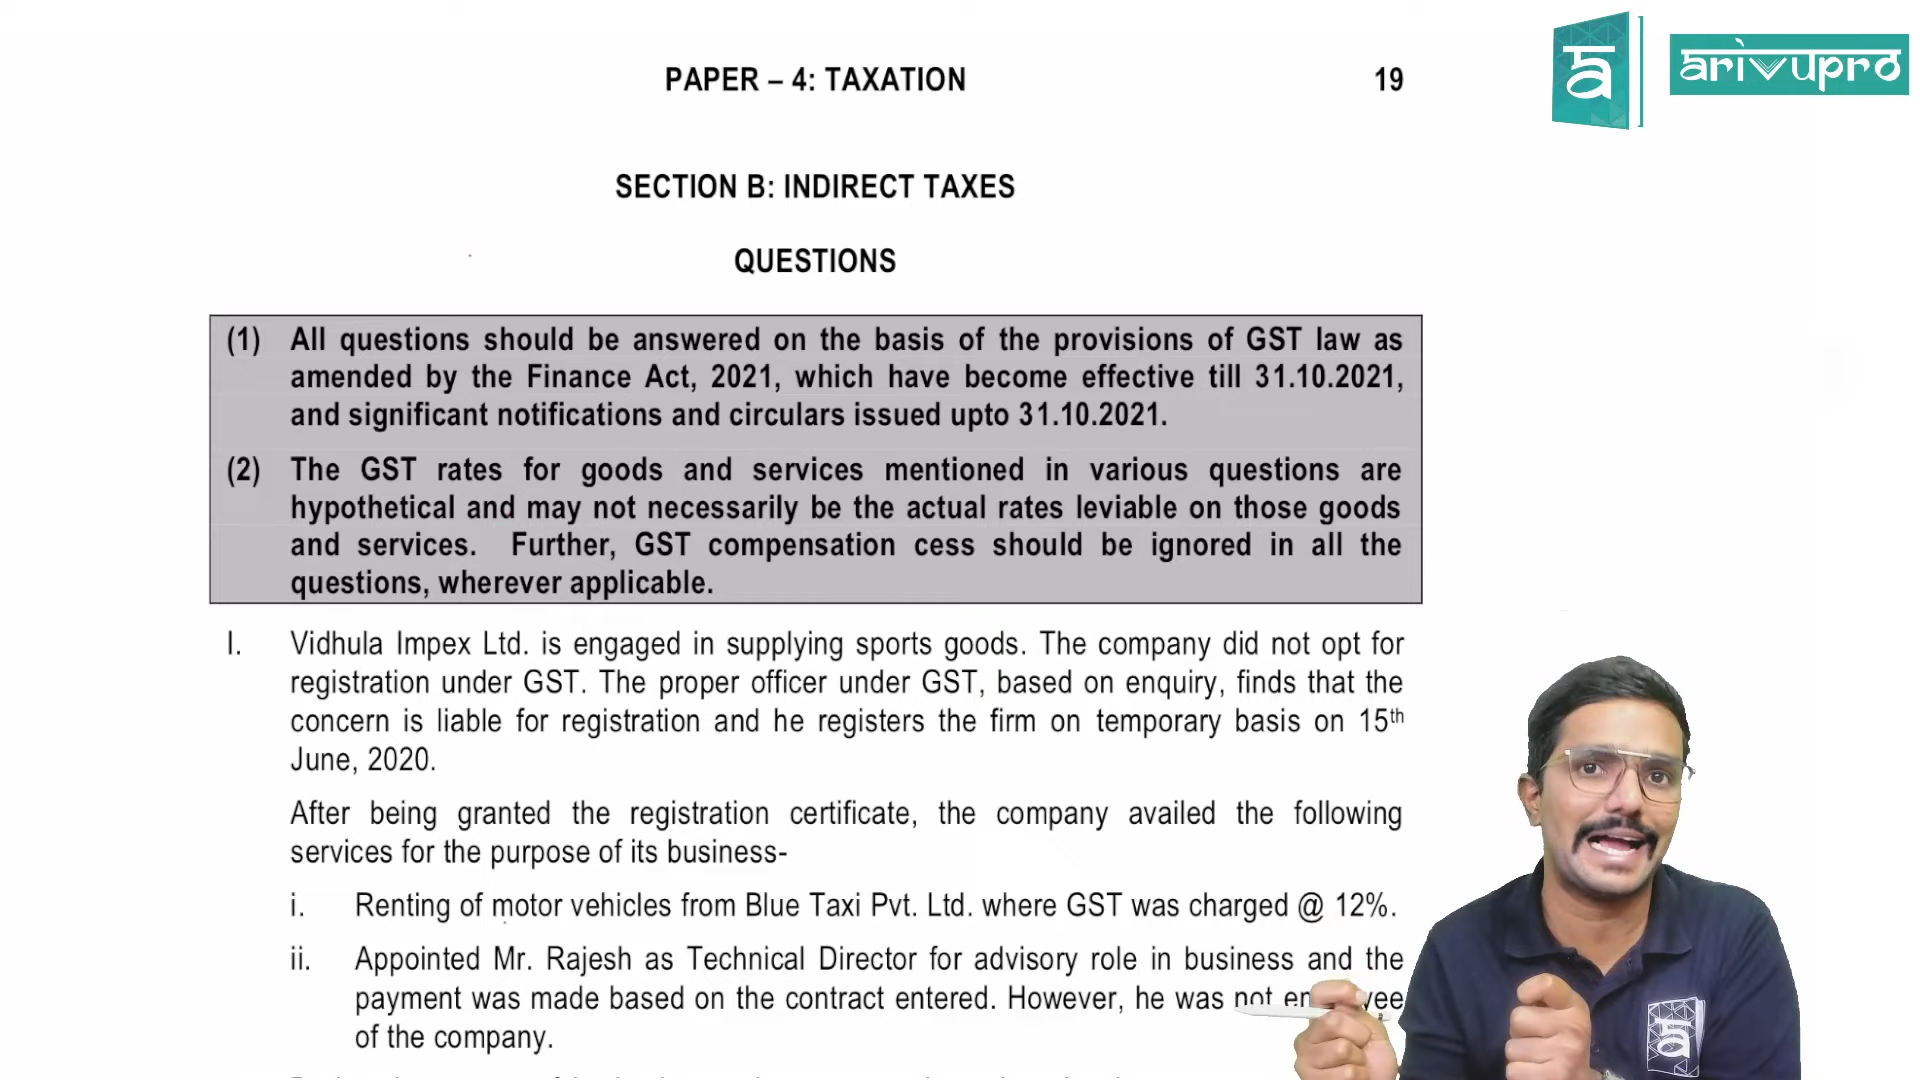 PAPER – 4: TAXATION
19
arivupro
SECTION B: INDIRECT TAXES
QUESTIONS
(1) All questions should be answered on the basis of the provisions of GST law as
amended by the Finance Act, 2021, which have become effective till 31.10.2021,
and significant notifications and circulars issued upto 31.10.2021.
(2) The GST rates for goods and services mentioned in various questions are
hypothetical and may not necessarily be the actual rates leviable on those goods
and services. Further, GST compensation cess should be ignored in all the
questions, wherever applicable.
I. Vidhula Impex Ltd. is engaged in supplying sports goods. The company did not opt for
registration under GST. The proper officer under GST, based on enquiry, finds that the
concern is liable for registration and he registers the firm on temporary basis on 15th
June, 2020.
After being granted the registration certificate, the company availed the following
services for the purpose of its business-
i. Renting of motor vehicles from Blue Taxi Pvt. Ltd. where GST was charged @ 12%.
ii. Appointed Mr. Rajesh as Technical Director for advisory role in business and the
payment was made based on the contract entered. However, he was not
of the company.